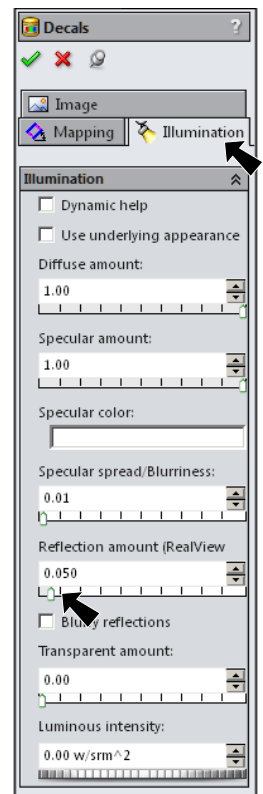 Decals ?
Image
Mapping Illumination
Illumination
Dynamic help
Use underlying appearance
Diffuse amount:
1.00
Specular amount:
1.00
Specular color:
Specular spread/Blurriness:
0.01
Reflection amount (RealView
0.050
Blurry reflections
Transparent amount:
0.00
Luminous intensity:
0.00 w/srm^2